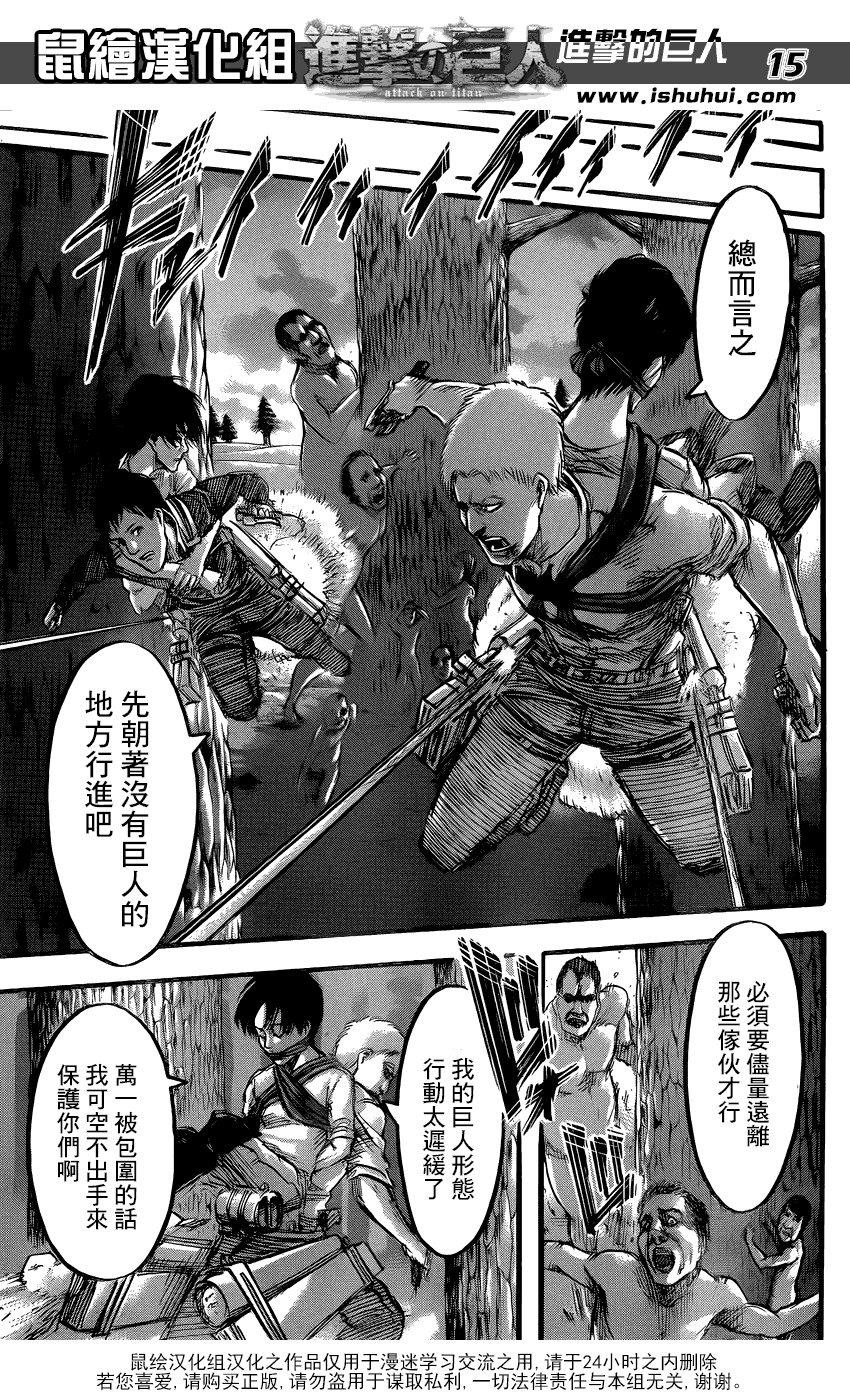 鼠繪漢化組
進撃の巨人
attack on titan
進擊的巨人
15
www.ishuhui.com
總而言之
先朝著沒有巨人的
地方行進吧
必須要儘量遠離
那些傢伙才行
我的巨人形態
行動太遲緩了
萬一被包圍的話
我可空不出手來
保護你們啊
鼠绘汉化组汉化之作品仅用于漫迷学习交流之用, 请于24小时之内删除
若您喜爱, 请购买正版, 请勿盗用于谋取私利, 一切法律责任与本组无关, 谢谢.